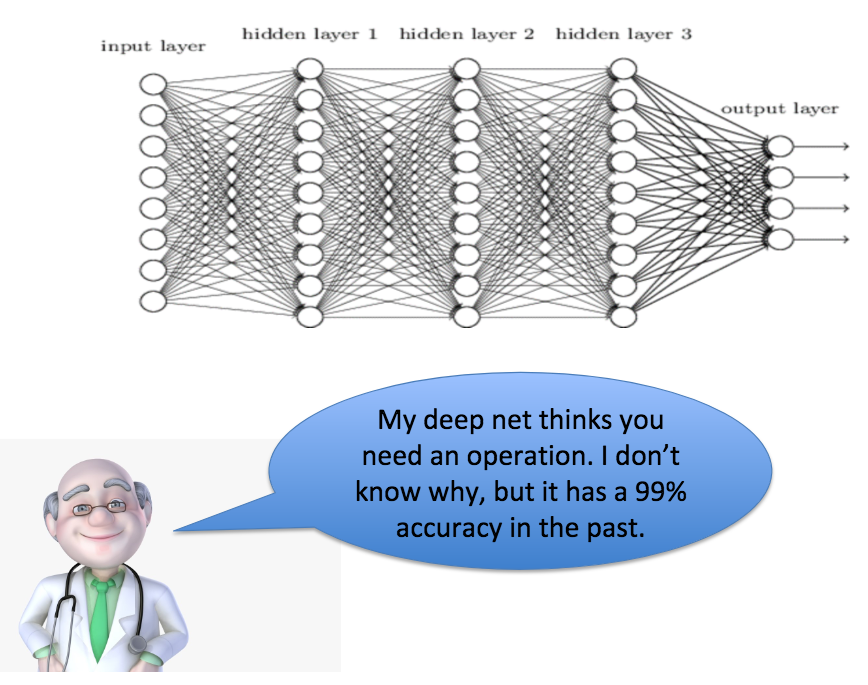 input layer
hidden layer 1
hidden layer 2
hidden layer 3
output layer
My deep net thinks you
need an operation. I don’t
know why, but it has a 99%
accuracy in the past.